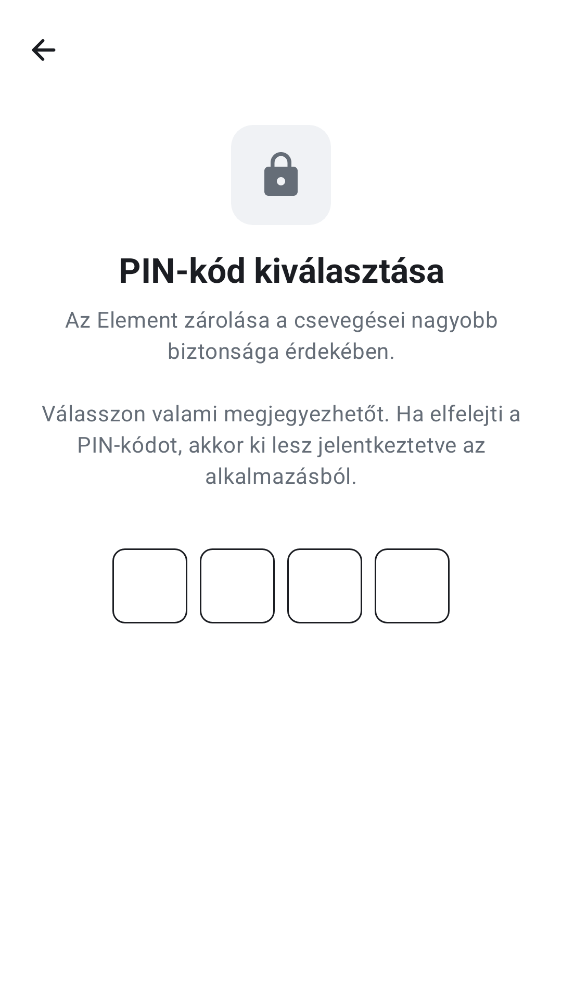 PIN-kód kiválasztása
Az Element zárolása a csevegései nagyobb
biztonsága érdekében.
Válasszon valami megjegyezhetőt. Ha elfelejti a
PIN-kódot, akkor ki lesz jelentkeztetve az
alkalmazásból.